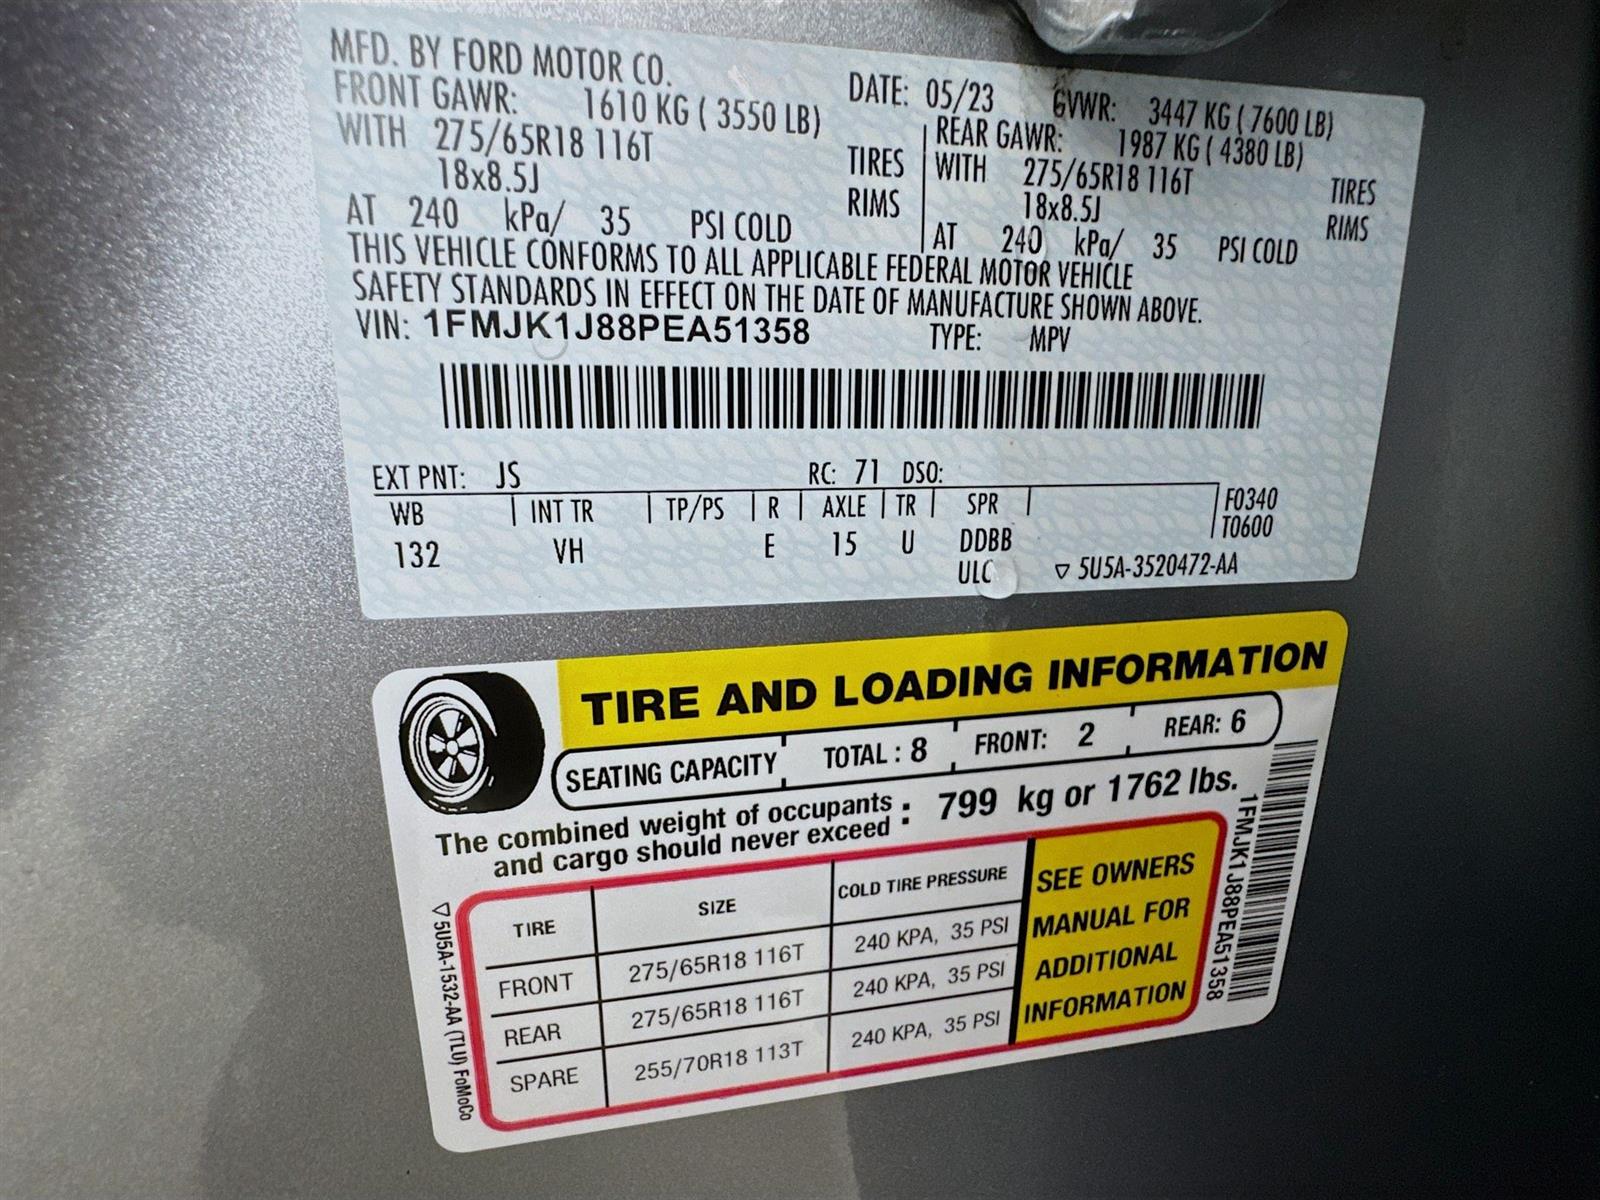 MFD. BY FORD MOTOR CO.
DATE: 05/23 GVWR: 3447 KG ( 7600 LB)
FRONT GAWR: 1610 KG ( 3550 LB) REAR GAWR: 1987 KG ( 4380 LB)
WITH 275/65R18 116T TIRES WITH 275/65R18 116T TIRES
18x8.5J RIMS 18x8.5J RIMS
AT 240 kPa/ 35 PSI COLD AT 240 kPa/ 35 PSI COLD
THIS VEHICLE CONFORMS TO ALL APPLICABLE FEDERAL MOTOR VEHICLE
SAFETY STANDARDS IN EFFECT ON THE DATE OF MANUFACTURE SHOWN ABOVE.
VIN: 1FMJK1J88PEA51358 TYPE: MPV
EXT PNT: JS RC: 71 DSO:
WB INT TR TP/PS R AXLE TR SPR F0340
T0600
132 VH E 15 U DDBB
ULC ▽ 5U5A-3520472-AA
TIRE AND LOADING INFORMATION
SEATING CAPACITY TOTAL : 8 FRONT: 2 REAR: 6
The combined weight of occupants
and cargo should never exceed : 799 kg or 1762 lbs.
TIRE SIZE COLD TIRE PRESSURE
FRONT 275/65R18 116T 240 KPA, 35 PSI
REAR 275/65R18 116T 240 KPA, 35 PSI
SPARE 255/70R18 113T 240 KPA, 35 PSI
SEE OWNERS
MANUAL FOR
ADDITIONAL
INFORMATION
1FMJK1J88PEA51358
▽ 5U5A-1532-AA (TLU) FoMoCo